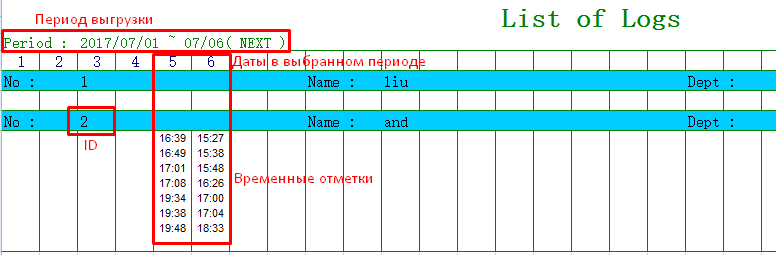 Период выгрузки
List of Logs
Period : 2017/07/01 ~ 07/06( NEXT )
1 2 3 4 5 6 Даты в выбранном периоде
No : 1 Name : liu Dept :
No : 2 Name : and Dept :
ID
16:39 15:27
16:49 15:38
17:01 15:48
17:08 16:26
Временные отметки
19:34 17:00
19:38 17:04
19:48 18:33